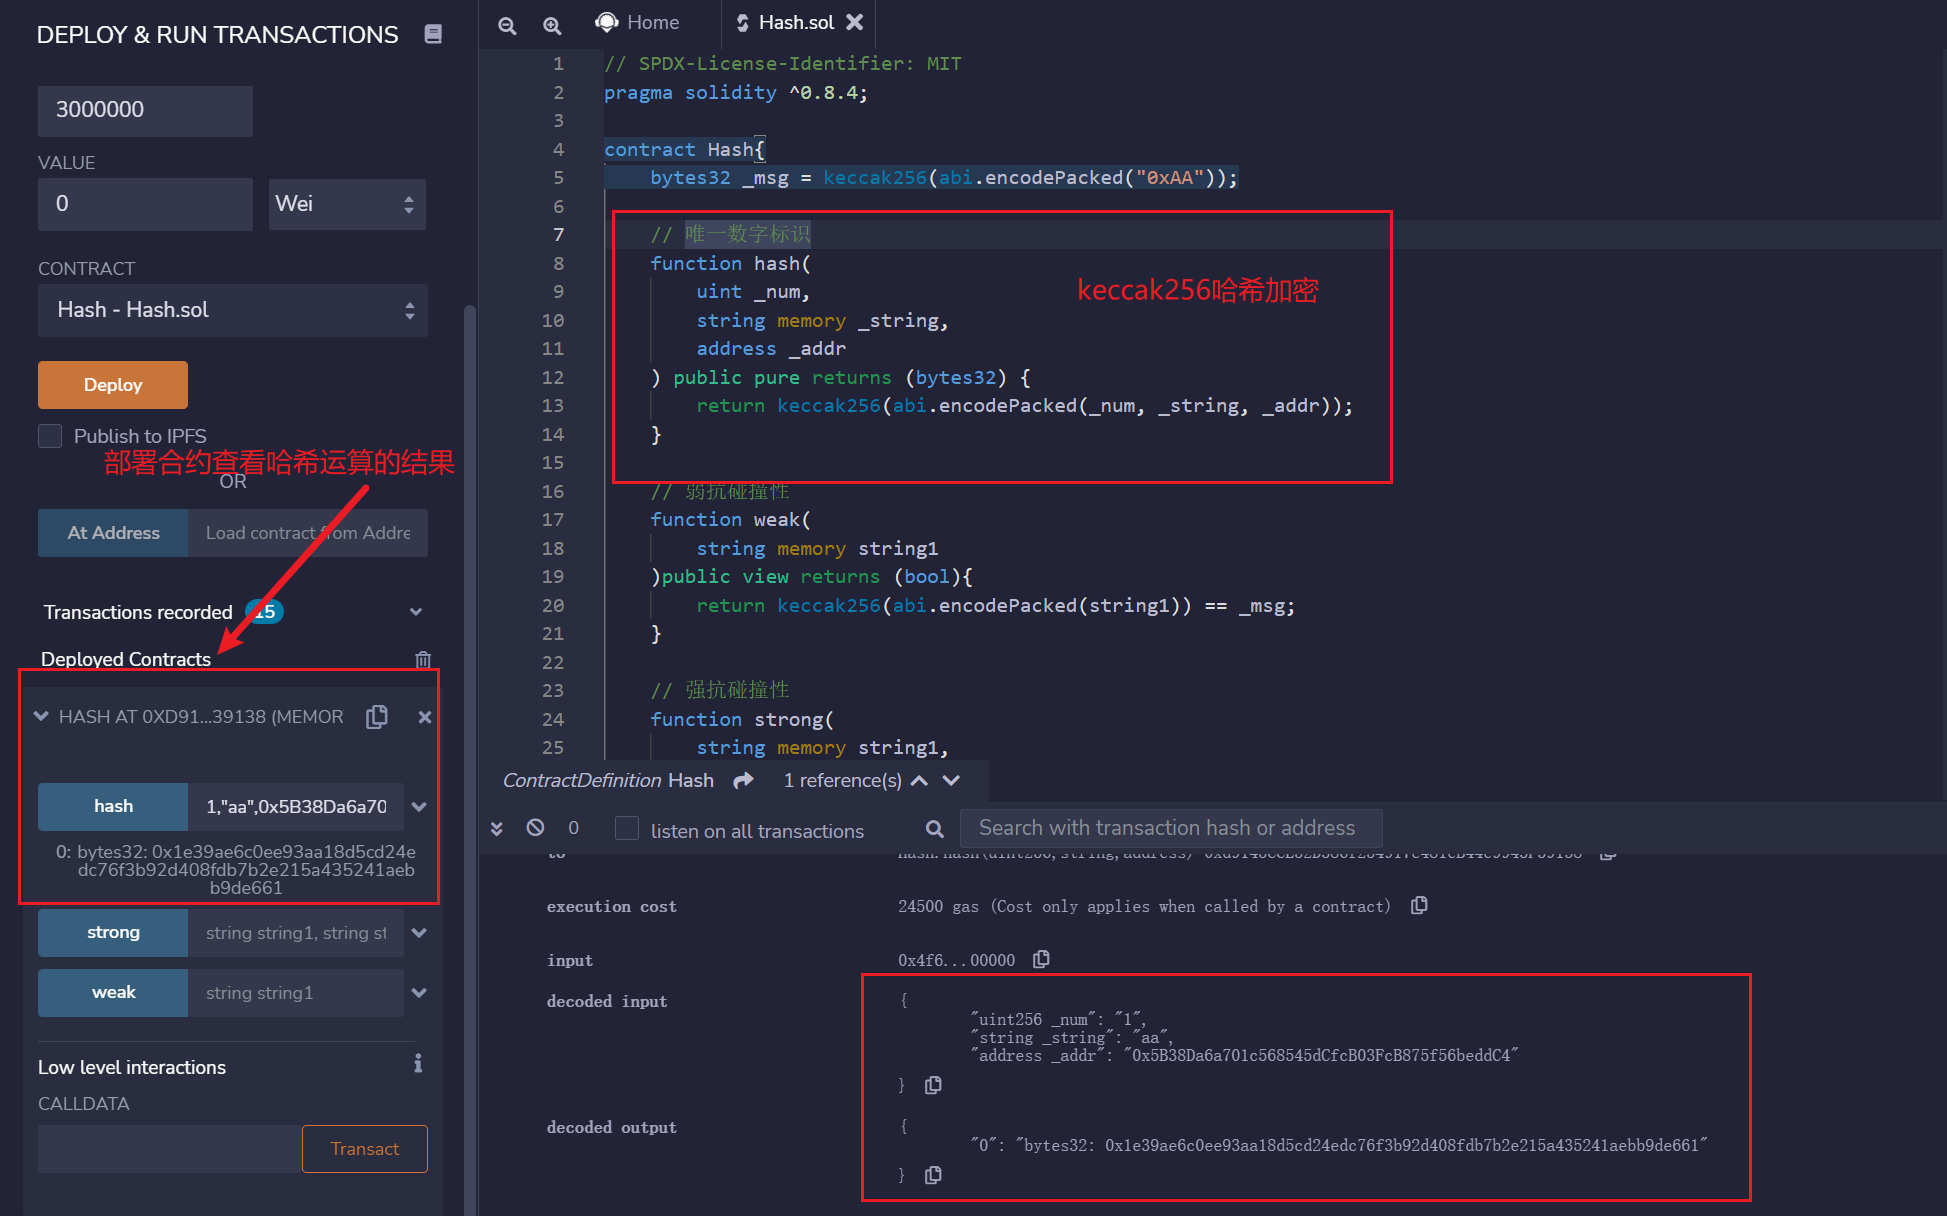 DEPLOY & RUN TRANSACTIONS
3000000
VALUE
0
Wei
CONTRACT
Hash - Hash.sol
Deploy
Publish to IPFS
部署合约查看哈希运算的结果
OR
At Address
Load contract from Addre
Transactions recorded
15
Deployed Contracts
HASH AT 0XD91...39138 (MEMOR
hash
1,"aa",0x5B38Da6a70
0: bytes32: 0x1e39ae6c0ee93aa18d5cd24e
dc76f3b92d408fdb7b2e215a435241aeb
b9de661
strong
string string1, string st
weak
string string1
Low level interactions
CALLDATA
Transact
Home
Hash.sol
1 // SPDX-License-Identifier: MIT
2 pragma solidity ^0.8.4;
3
4 contract Hash{
5 bytes32 _msg = keccak256(abi.encodePacked("0xAA"));
6
7 // 唯一数字标识
8 function hash(
9 uint _num,
keccak256哈希加密
10 string memory _string,
11 address _addr
12 ) public pure returns (bytes32) {
13 return keccak256(abi.encodePacked(_num, _string, _addr));
14 }
15
16 // 弱抗碰撞性
17 function weak(
18 string memory string1
19 )public view returns (bool){
20 return keccak256(abi.encodePacked(string1)) == _msg;
21 }
22
23 // 强抗碰撞性
24 function strong(
25 string memory string1,
ContractDefinition Hash
1 reference(s)
0
listen on all transactions
Search with transaction hash or address
execution cost
24500 gas (Cost only applies when called by a contract)
input
0x4f6...00000
decoded input
{
"uint256 _num": "1",
"string _string": "aa",
"address _addr": "0x5B38Da6a701c568545dCfcB03FcB875f56beddC4"
}
decoded output
{
"0": "bytes32: 0x1e39ae6c0ee93aa18d5cd24edc76f3b92d408fdb7b2e215a435241aebb9de661"
}